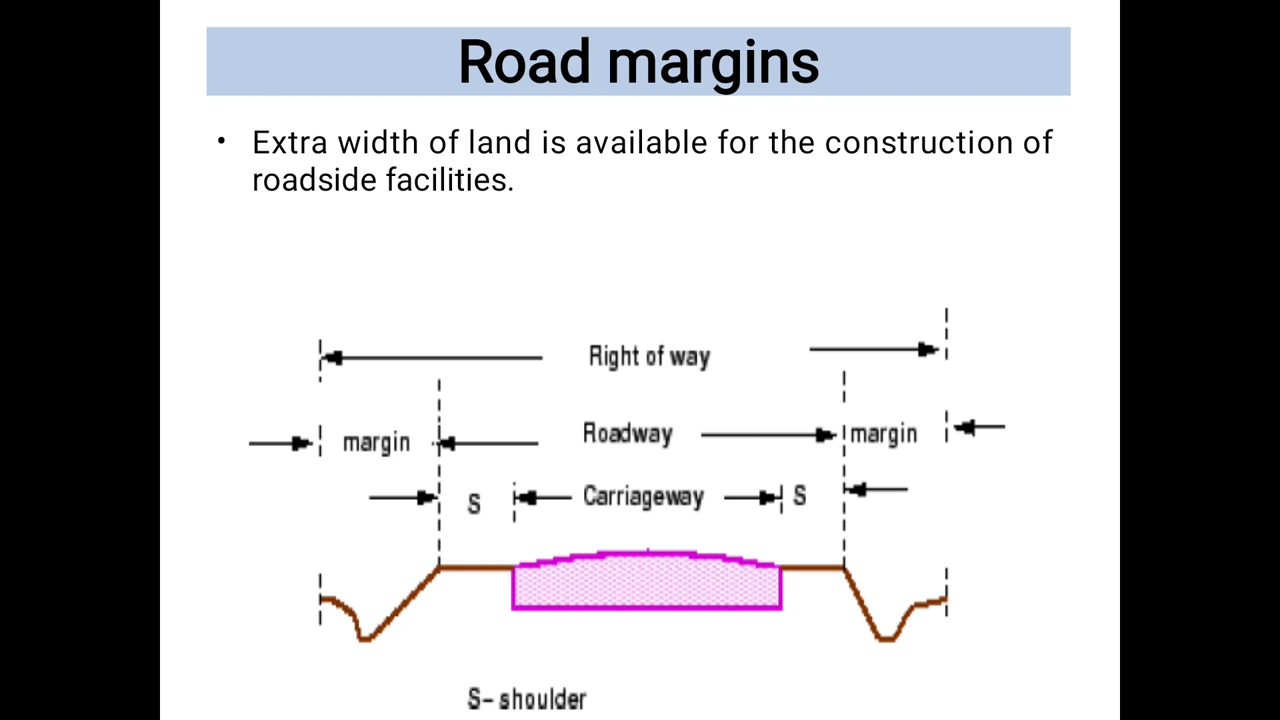 Road margins
• Extra width of land is available for the construction of
roadside facilities.
Right of way
margin Roadway margin
S Carriageway S
S- shoulder